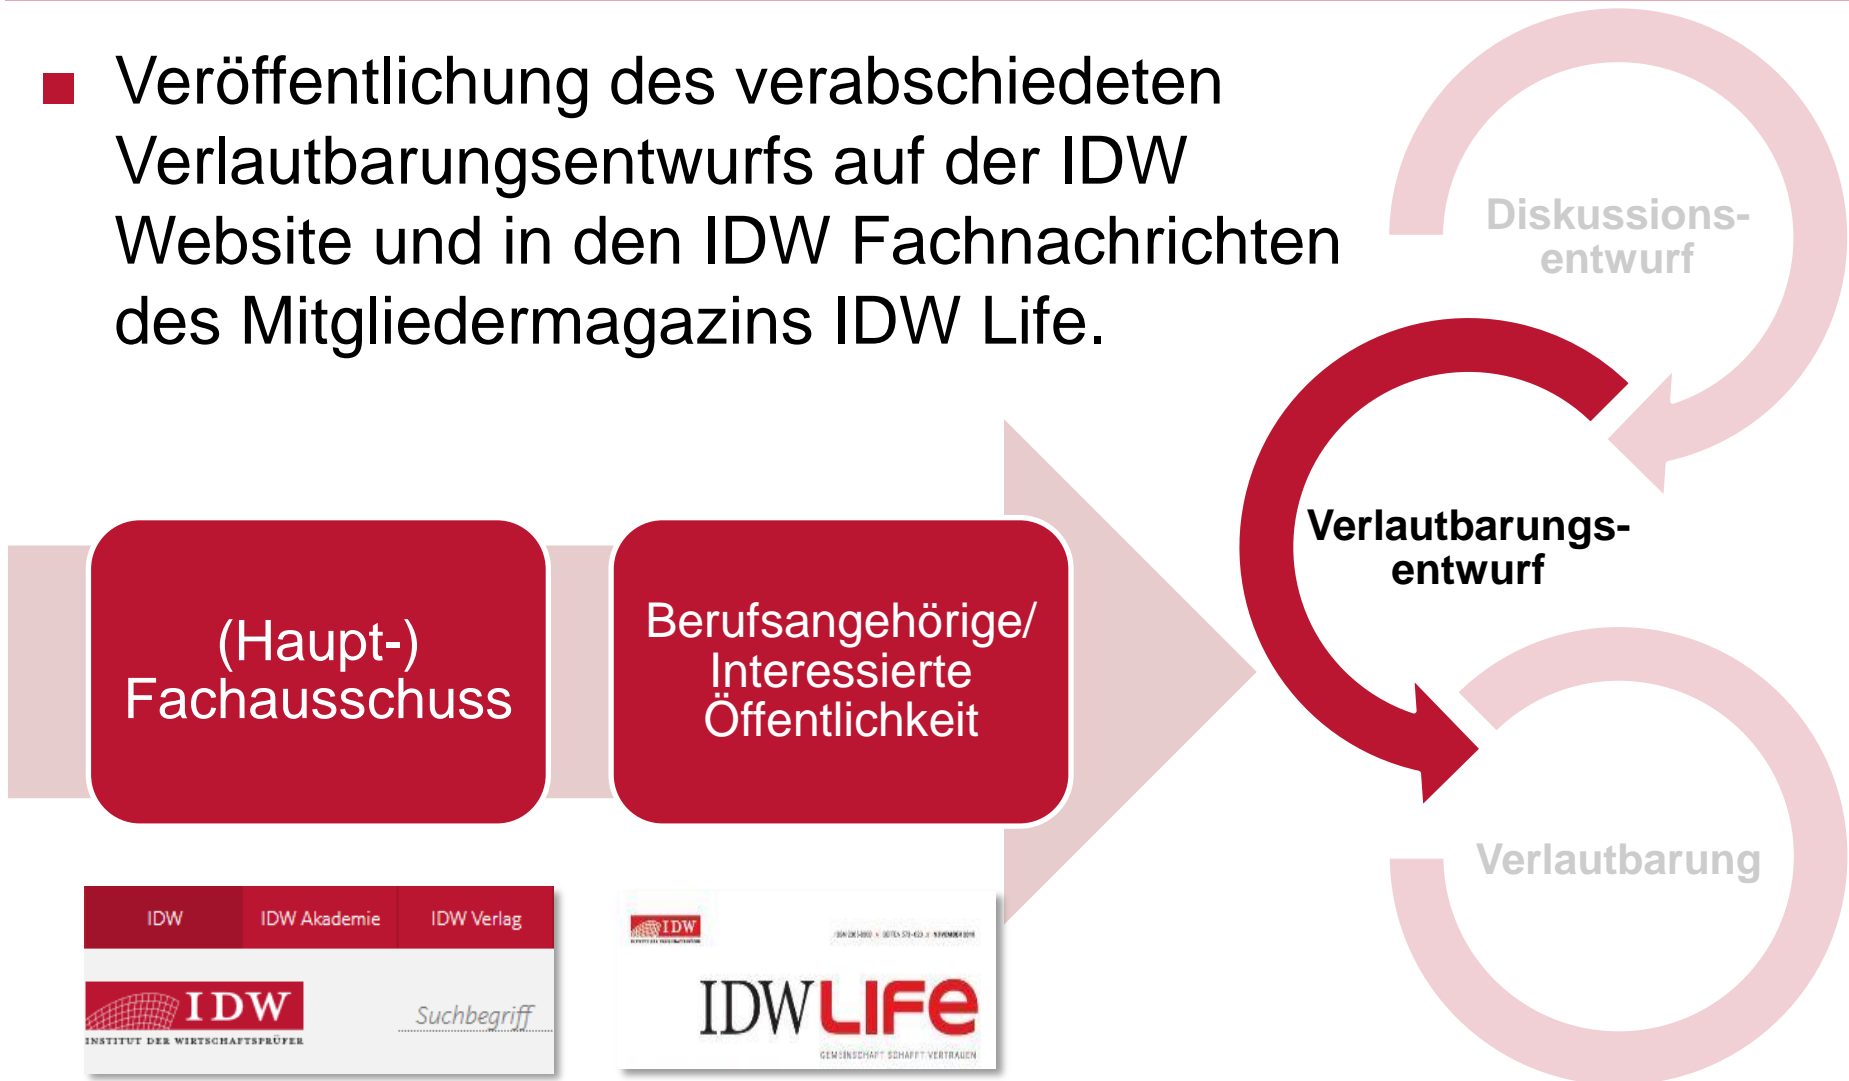 Veröffentlichung des verabschiedeten
Verlautbarungsentwurfs auf der IDW
Website und in den IDW Fachnachrichten
des Mitgliedermagazins IDW Life.
Diskussions-
entwurf
Verlautbarungs-
entwurf
Verlautbarung
(Haupt-)
Fachausschuss
Berufsangehörige/
Interessierte
Öffentlichkeit
IDW
IDW Akademie
IDW Verlag
IDW
INSTITUT DER WIRTSCHAFTSPRÜFER
Suchbegriff
IDW
NOVEMBER
IDW LIFE
GEMEINSCHAFT SCHAFFT VERTRAUEN